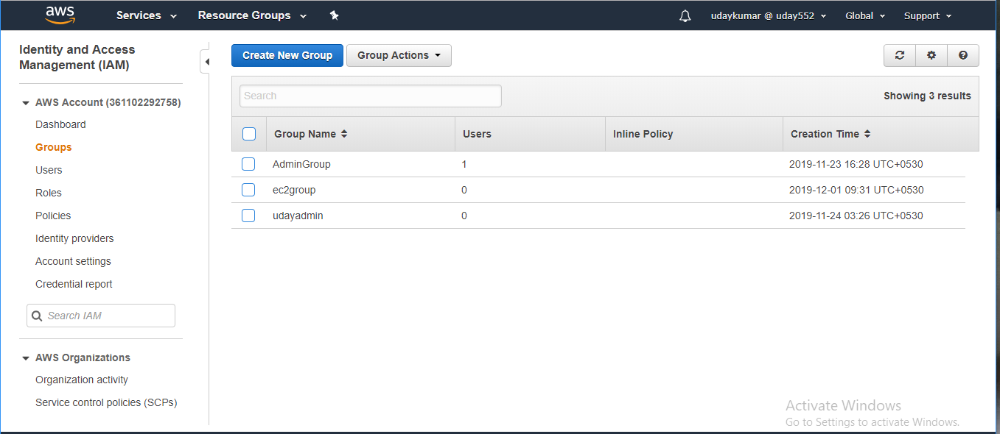 aws Services Resource Groups udaykumar @ uday552 Global Support
Identity and Access
Management (IAM)
AWS Account (361102292758)
Dashboard
Groups
Users
Roles
Policies
Identity providers
Account settings
Credential report
Search IAM
AWS Organizations
Organization activity
Service control policies (SCPs)
Create New Group Group Actions
Search Showing 3 results
Group Name Users Inline Policy Creation Time
AdminGroup 1 2019-11-23 16:28 UTC+0530
ec2group 0 2019-12-01 09:31 UTC+0530
udayadmin 0 2019-11-24 03:26 UTC+0530
Activate Windows
Go to Settings to activate Windows.